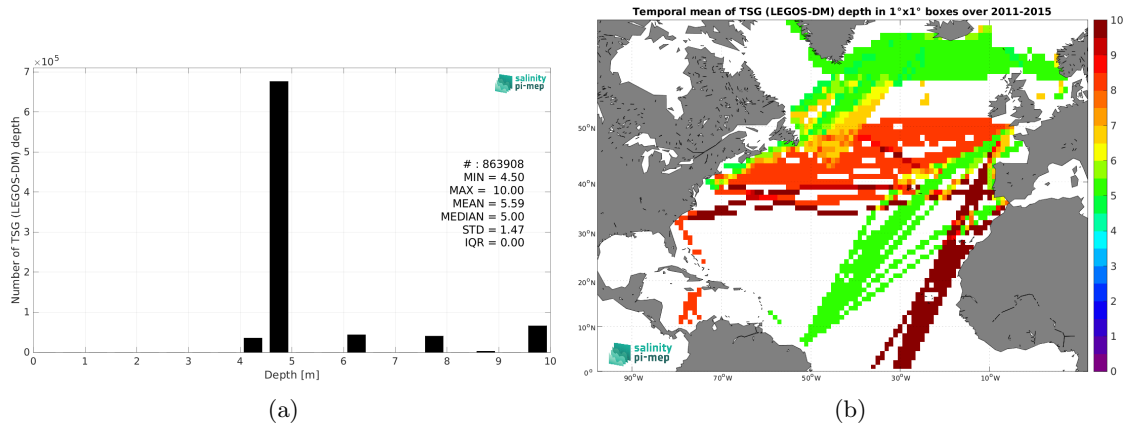 ×10⁵
7
6
5
4
3
2
1
0
Number of TSG (LEGOS-DM) depth
salinity
pi-mep
# : 863908
MIN = 4.50
MAX = 10.00
MEAN = 5.59
MEDIAN = 5.00
STD = 1.47
IQR = 0.00
0 1 2 3 4 5 6 7 8 9 10
Depth [m]
(a)
Temporal mean of TSG (LEGOS-DM) depth in 1°x1° boxes over 2011-2015
50°N
40°N
30°N
20°N
10°N
0°
90°W 70°W 50°W 30°W 10°W
salinity
pi-mep
10
9
8
7
6
5
4
3
2
1
0
(b)